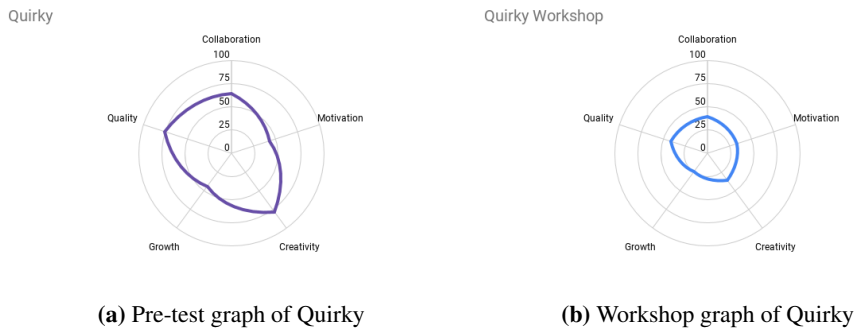 Quirky
Collaboration
100
75
50
25
0
Quality
Motivation
Growth
Creativity
(a) Pre-test graph of Quirky
Quirky Workshop
Collaboration
100
75
50
25
0
Quality
Motivation
Growth
Creativity
(b) Workshop graph of Quirky